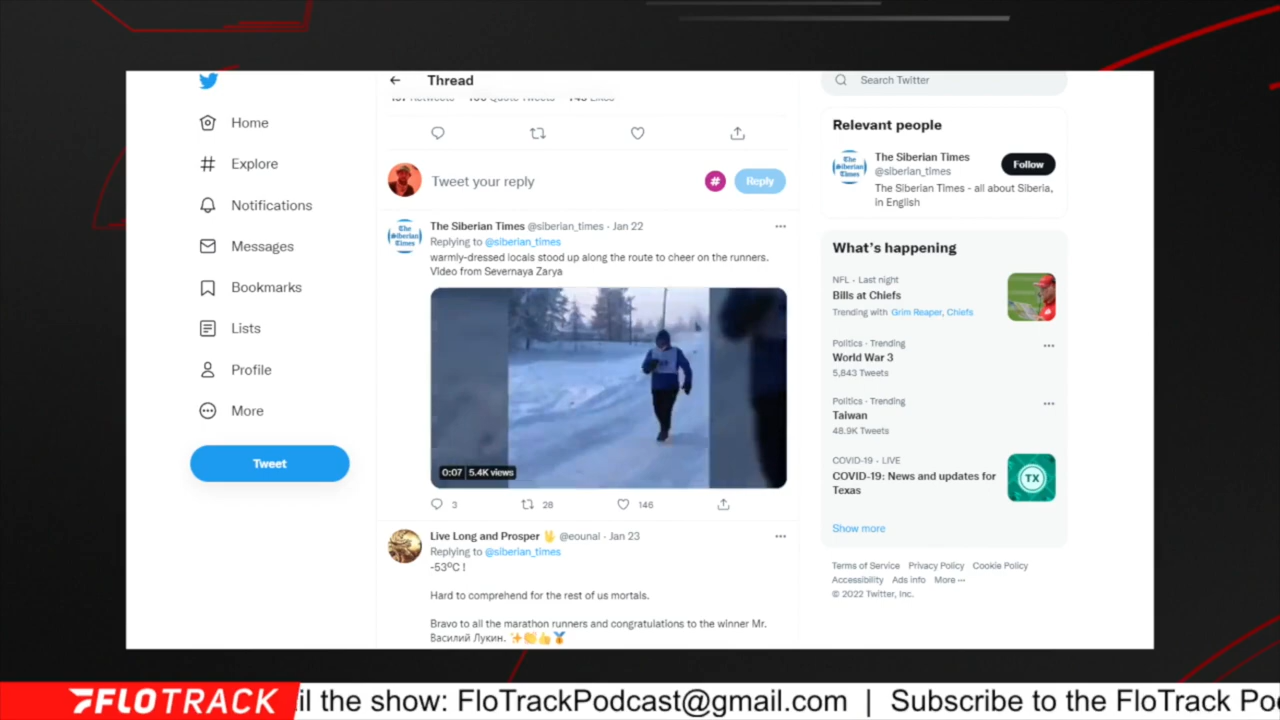 Home
Explore
Notifications
Messages
Bookmarks
Lists
Profile
More
Tweet
Thread
Tweet your reply
#
Reply
The Siberian Times @siberian_times · Jan 22
Replying to @siberian_times
warmly-dressed locals stood up along the route to cheer on the runners.
Video from Severnaya Zarya
0:07 5.4K views
3 28 146
Live Long and Prosper @eounal · Jan 23
Replying to @siberian_times
-53ºC !
Hard to comprehend for the rest of us mortals.
Bravo to all the marathon runners and congratulations to the winner Mr.
Василий Лукин.
Search Twitter
Relevant people
The Siberian Times
The Siberian Times
@siberian_times
Follow
The Siberian Times - all about Siberia,
in English
What's happening
NFL · Last night
Bills at Chiefs
Trending with Grim Reaper, Chiefs
Politics · Trending
World War 3
5,843 Tweets
Politics · Trending
Taiwan
48.9K Tweets
COVID-19 · LIVE
COVID-19: News and updates for
Texas
TX
Show more
Terms of Service Privacy Policy Cookie Policy
Accessibility Ads info More ···
© 2022 Twitter, Inc.
FLOTRACK
il the show: FloTrackPodcast@gmail.com | Subscribe to the FloTrack Po